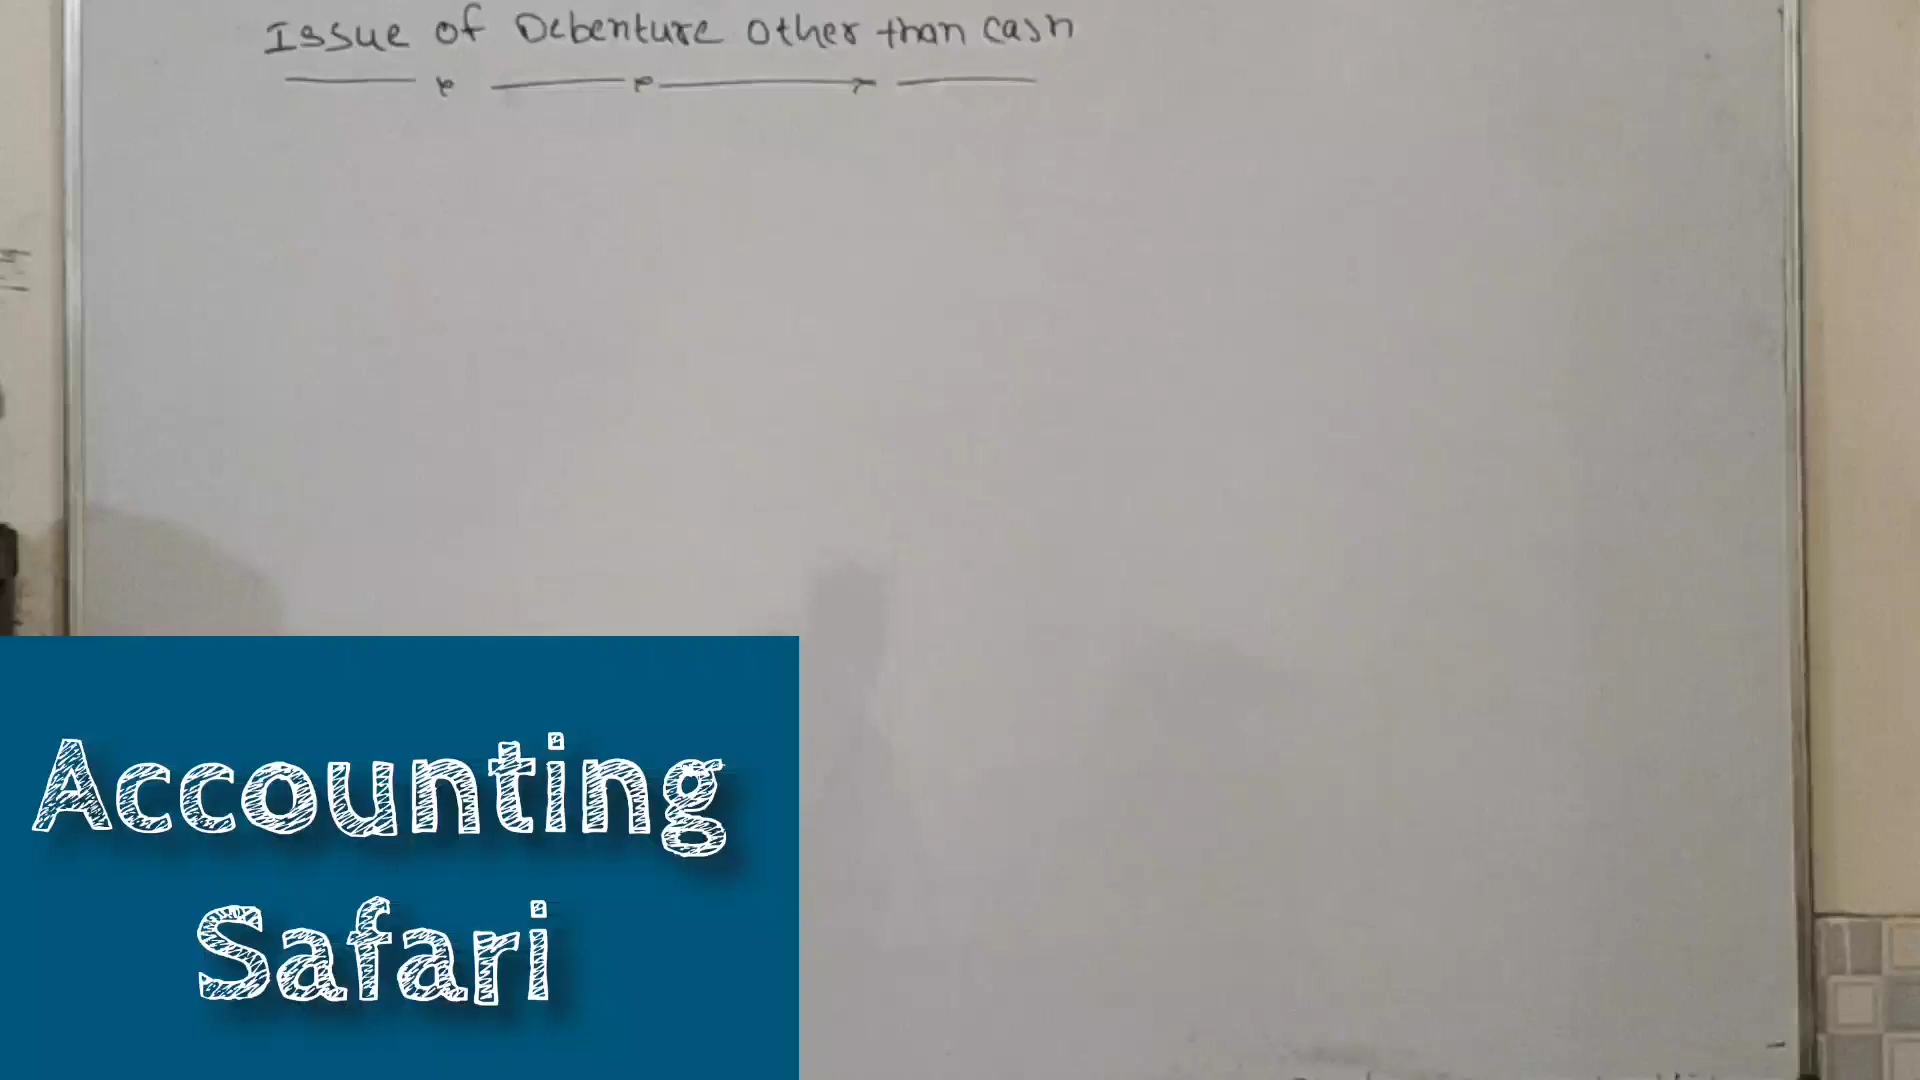 Issue of Debenture other than cash
Accounting
Safari